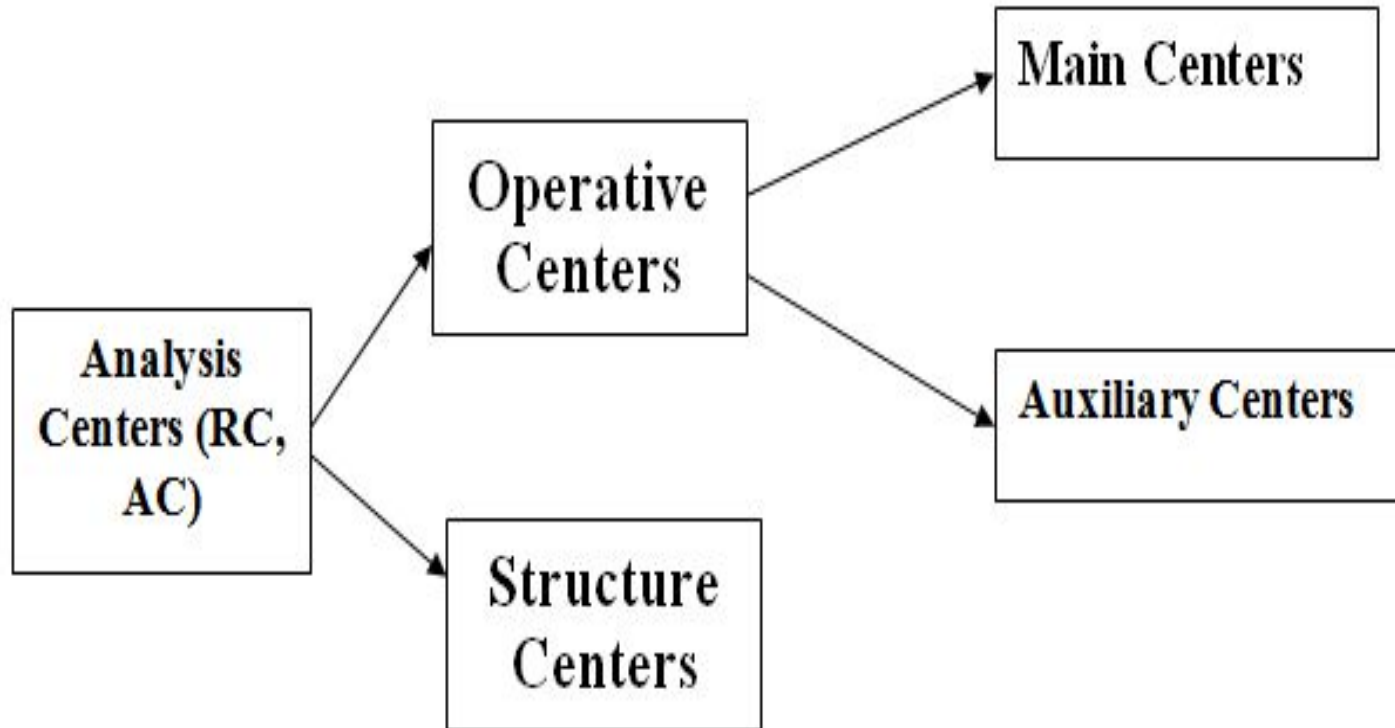 Main Centers
Operative
Centers
Analysis
Centers (RC,
AC)
Auxiliary Centers
Structure
Centers